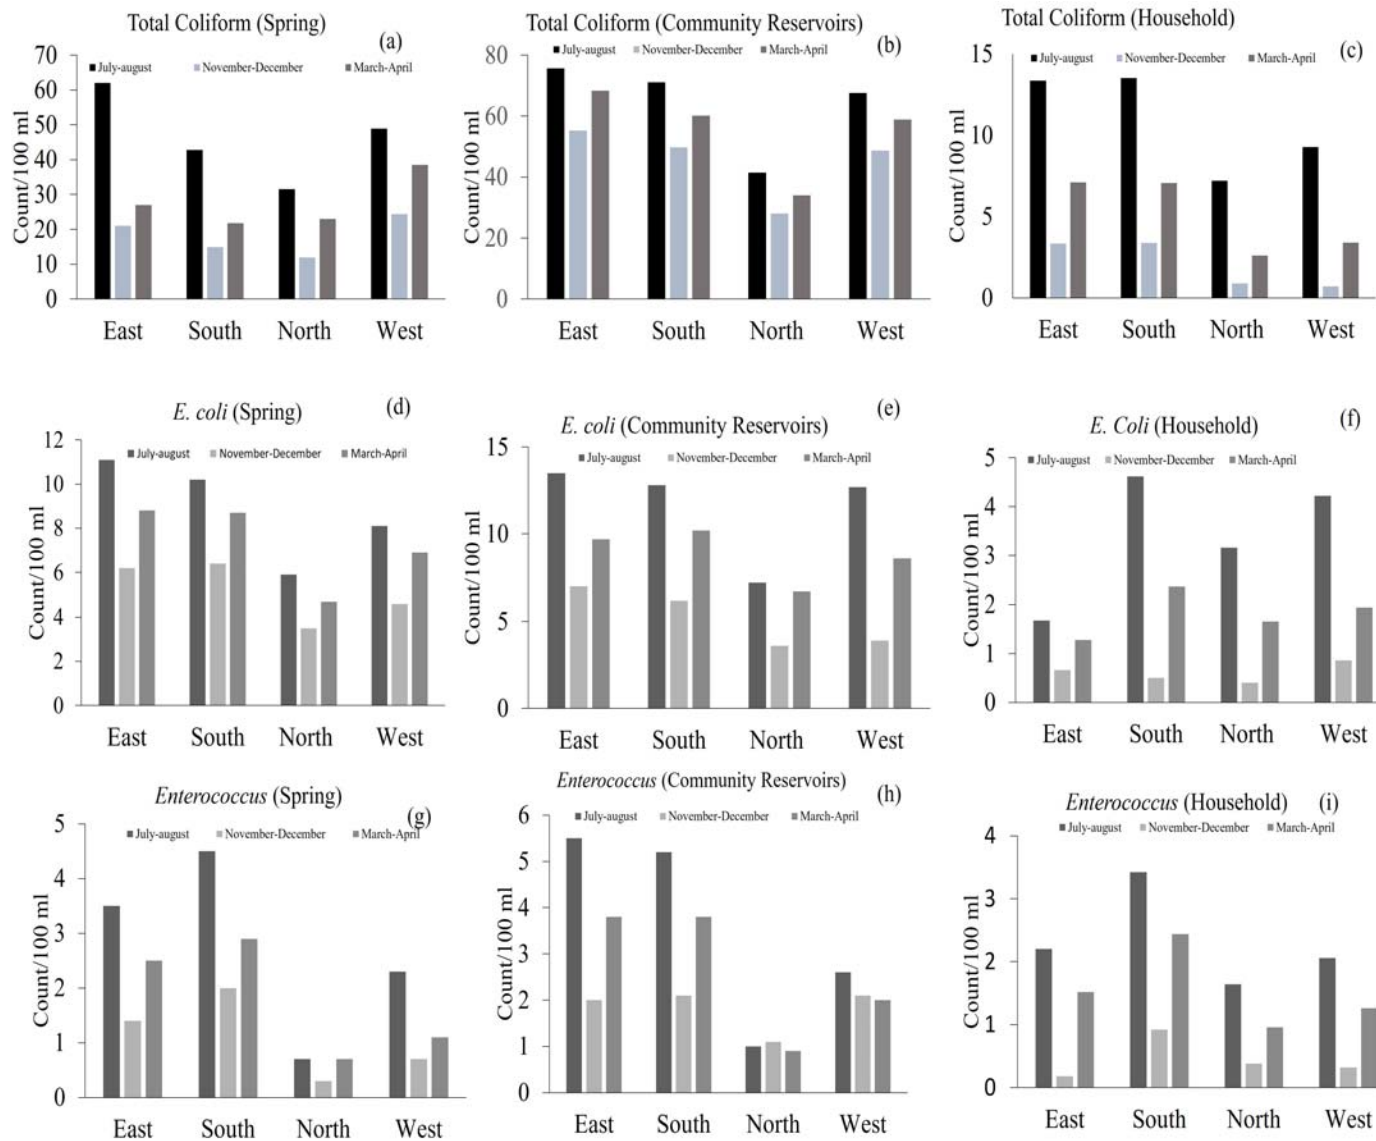 Total Coliform (Spring)
(a)
July-august November-December March-April
Count/100 ml
70
60
50
40
30
20
10
0
East South North West
Total Coliform (Community Reservoirs)
(b)
July-august November-December March-April
Count/100 ml
80
60
40
20
80
East South North West
Total Coliform (Household)
(c)
July-august November-December March-April
Count/100 ml
15
10
5
0
East South North West
E. coli (Spring)
(d)
July-august November-December March-April
Count/100 ml
12
10
8
6
4
2
0
East South North West
E. coli (Community Reservoirs)
(e)
July-august November-December March-April
Count/100 ml
15
10
5
0
East South North West
E. Coli (Household)
(f)
July-august November-December March-April
Count/100 ml
5
4
3
2
1
0
East South North West
Enterococcus (Spring)
(g)
July-august November-December March-April
Count/100 ml
5
4
3
2
1
0
East South North West
Enterococcus (Community Reservoirs)
(h)
July-august November-December March-April
Count/100 ml
6
5
4
3
2
1
0
East South North West
Enterococcus (Household)
(i)
July-august November-December March-April
Count/100 ml
4
3
2
1
0
East South North West